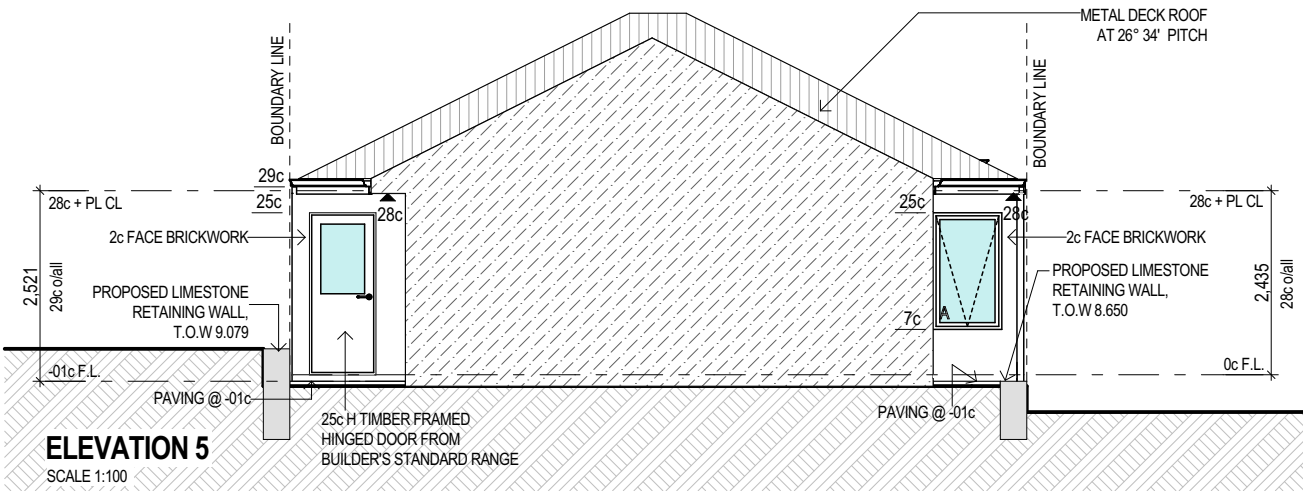 METAL DECK ROOF
AT 26° 34' PITCH
BOUNDARY LINE
BOUNDARY LINE
29c
25c
28c + PL CL
28c
2c FACE BRICKWORK
2,521
29c o/all
PROPOSED LIMESTONE
RETAINING WALL,
T.O.W 9.079
-01c F.L.
PAVING @ -01c
25c H TIMBER FRAMED
HINGED DOOR FROM
BUILDER'S STANDARD RANGE
25c
28c
28c + PL CL
2c FACE BRICKWORK
PROPOSED LIMESTONE
RETAINING WALL,
T.O.W 8.650
2,435
28c o/all
7c
A
0c F.L.
PAVING @ -01c
ELEVATION 5
SCALE 1:100